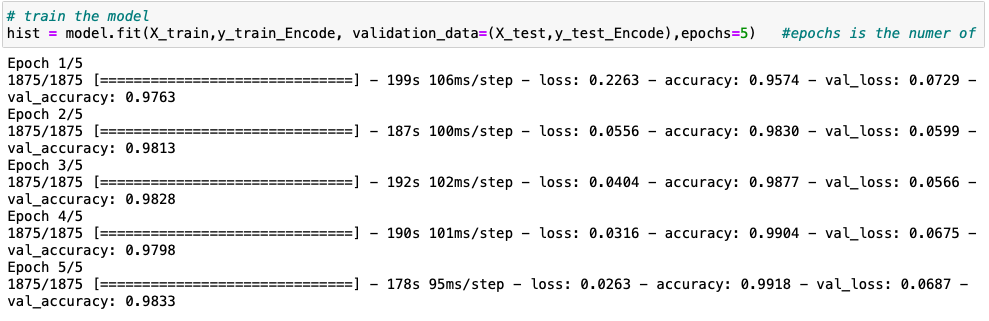 # train the model
hist = model.fit(X_train,y_train_Encode, validation_data=(X_test,y_test_Encode),epochs=5)   #epochs is the numer of
Epoch 1/5
1875/1875 [==============================] - 199s 106ms/step - loss: 0.2263 - accuracy: 0.9574 - val_loss: 0.0729 -
val_accuracy: 0.9763
Epoch 2/5
1875/1875 [==============================] - 187s 100ms/step - loss: 0.0556 - accuracy: 0.9830 - val_loss: 0.0599 -
val_accuracy: 0.9813
Epoch 3/5
1875/1875 [==============================] - 192s 102ms/step - loss: 0.0404 - accuracy: 0.9877 - val_loss: 0.0566 -
val_accuracy: 0.9828
Epoch 4/5
1875/1875 [==============================] - 190s 101ms/step - loss: 0.0316 - accuracy: 0.9904 - val_loss: 0.0675 -
val_accuracy: 0.9798
Epoch 5/5
1875/1875 [==============================] - 178s 95ms/step - loss: 0.0263 - accuracy: 0.9918 - val_loss: 0.0687 -
val_accuracy: 0.9833